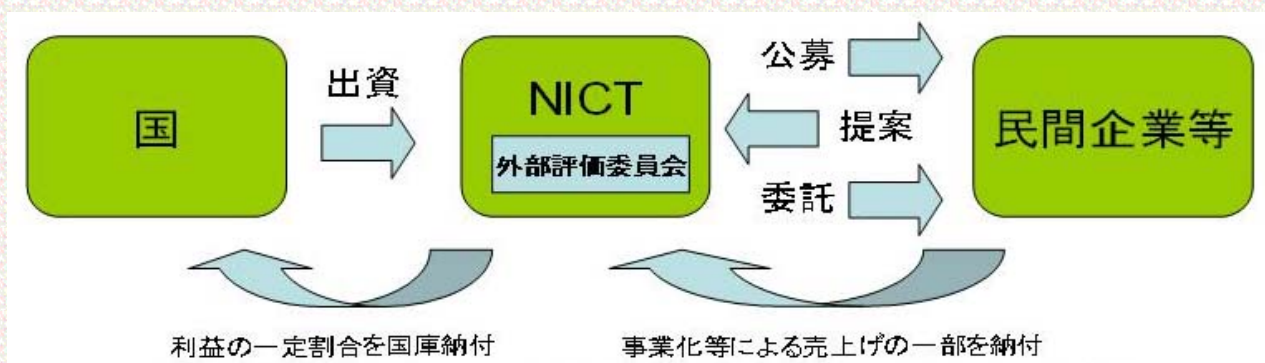 国
出資
NICT
外部評価委員会
公募
提案
委託
民間企業等
利益の一定割合を国庫納付
事業化等による売上げの一部を納付